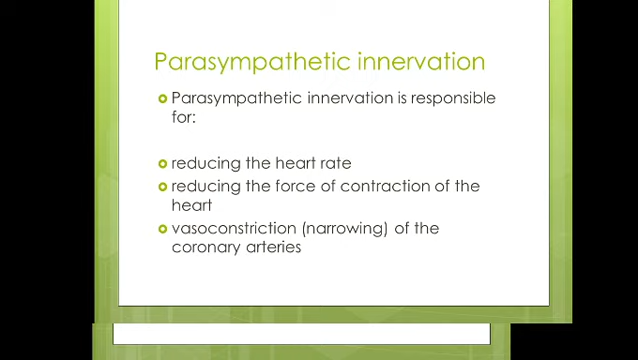 Parasympathetic innervation
Parasympathetic innervation is responsible
for:
reducing the heart rate
reducing the force of contraction of the
heart
vasoconstriction (narrowing) of the
coronary arteries